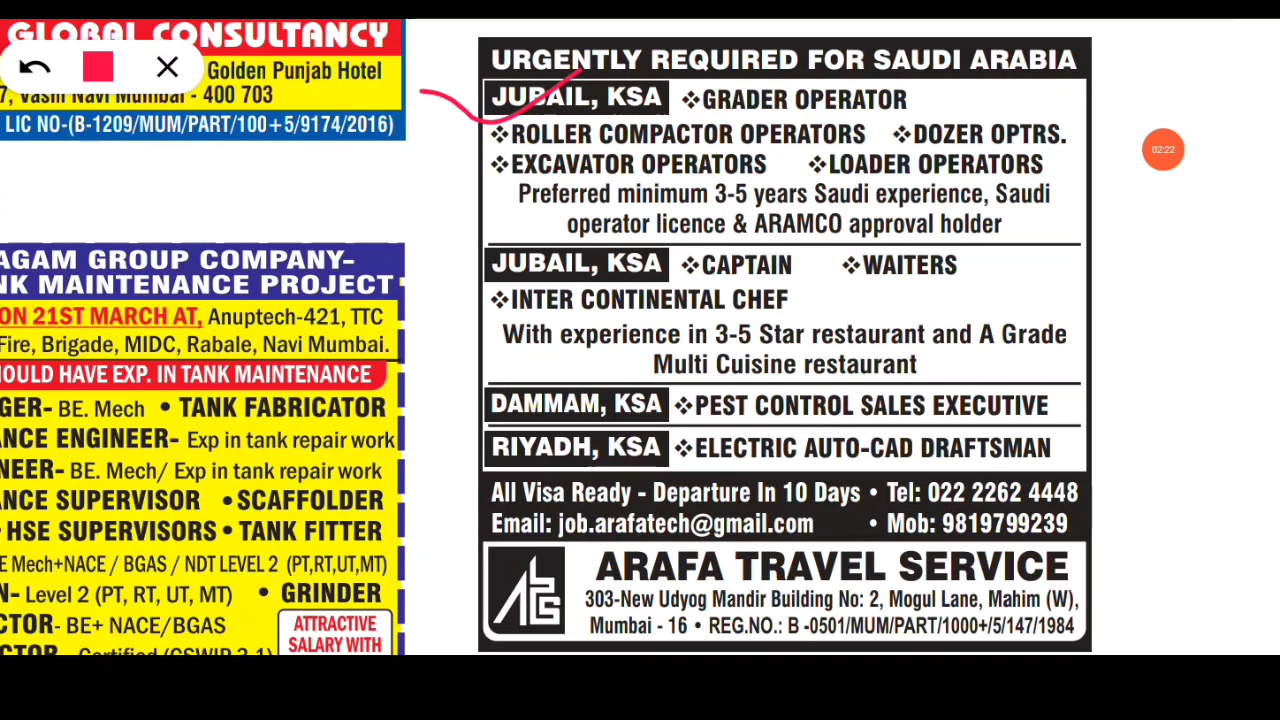 GLOBAL CONSULTANCY
Golden Punjab Hotel
7, Vashi Navi Mumbai - 400 703
LIC NO-(B-1209/MUM/PART/100+5/9174/2016)
AGAM GROUP COMPANY-
NK MAINTENANCE PROJECT
ON 21ST MARCH AT, Anuptech-421, TTC
Fire, Brigade, MIDC, Rabale, Navi Mumbai.
HOULD HAVE EXP. IN TANK MAINTENANCE
GER- BE. Mech • TANK FABRICATOR
ANCE ENGINEER- Exp in tank repair work
NEER- BE. Mech/ Exp in tank repair work
ANCE SUPERVISOR • SCAFFOLDER
HSE SUPERVISORS • TANK FITTER
E Mech+NACE / BGAS / NDT LEVEL 2 (PT,RT,UT,MT)
N- Level 2 (PT, RT, UT, MT) • GRINDER
CTOR- BE+ NACE/BGAS
ATTRACTIVE
SALARY WITH
CTOR - Certified (CSWIP 3.1)
URGENTLY REQUIRED FOR SAUDI ARABIA
JUBAIL, KSA ❖GRADER OPERATOR
❖ROLLER COMPACTOR OPERATORS ❖DOZER OPTRS.
❖EXCAVATOR OPERATORS ❖LOADER OPERATORS
Preferred minimum 3-5 years Saudi experience, Saudi
operator licence & ARAMCO approval holder
JUBAIL, KSA ❖CAPTAIN ❖WAITERS
❖INTER CONTINENTAL CHEF
With experience in 3-5 Star restaurant and A Grade
Multi Cuisine restaurant
DAMMAM, KSA ❖PEST CONTROL SALES EXECUTIVE
RIYADH, KSA ❖ELECTRIC AUTO-CAD DRAFTSMAN
All Visa Ready - Departure In 10 Days • Tel: 022 2262 4448
Email: job.arafatech@gmail.com • Mob: 9819799239
ARAFA TRAVEL SERVICE
303-New Udyog Mandir Building No: 2, Mogul Lane, Mahim (W),
Mumbai - 16 • REG.NO.: B -0501/MUM/PART/1000+/5/147/1984
02:22